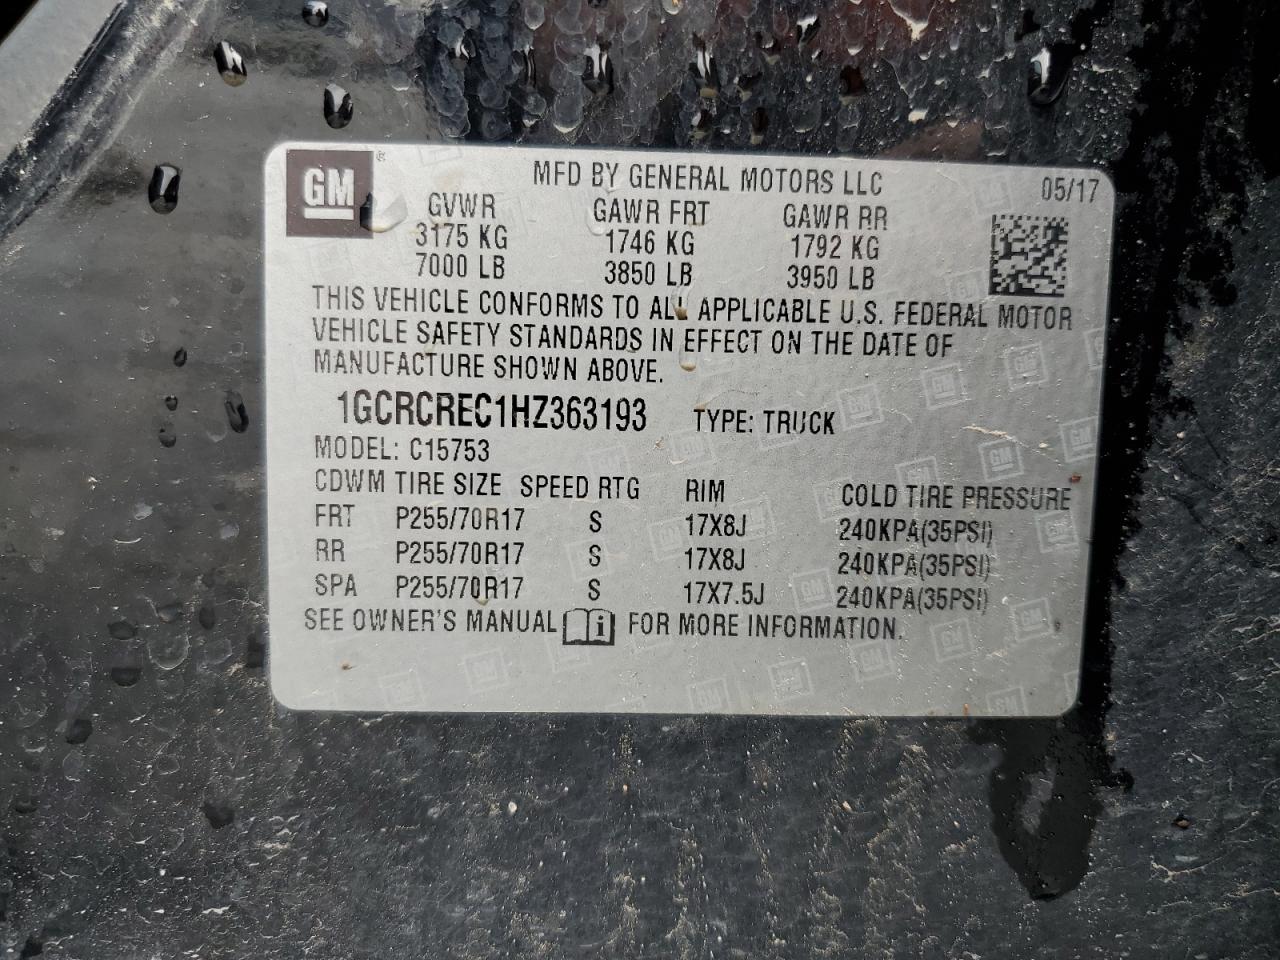 GM ®
MFD BY GENERAL MOTORS LLC 05/17
GVWR GAWR FRT GAWR RR
3175 KG 1746 KG 1792 KG
7000 LB 3850 LB 3950 LB
THIS VEHICLE CONFORMS TO ALL APPLICABLE U.S. FEDERAL MOTOR
VEHICLE SAFETY STANDARDS IN EFFECT ON THE DATE OF
MANUFACTURE SHOWN ABOVE.
1GCRCREC1HZ363193 TYPE: TRUCK
MODEL: C15753
CDWM TIRE SIZE SPEED RTG RIM COLD TIRE PRESSURE
FRT P255/70R17 S 17X8J 240KPA(35PSI)
RR P255/70R17 S 17X8J 240KPA(35PSI)
SPA P255/70R17 S 17X7.5J 240KPA(35PSI)
SEE OWNER'S MANUAL i FOR MORE INFORMATION.